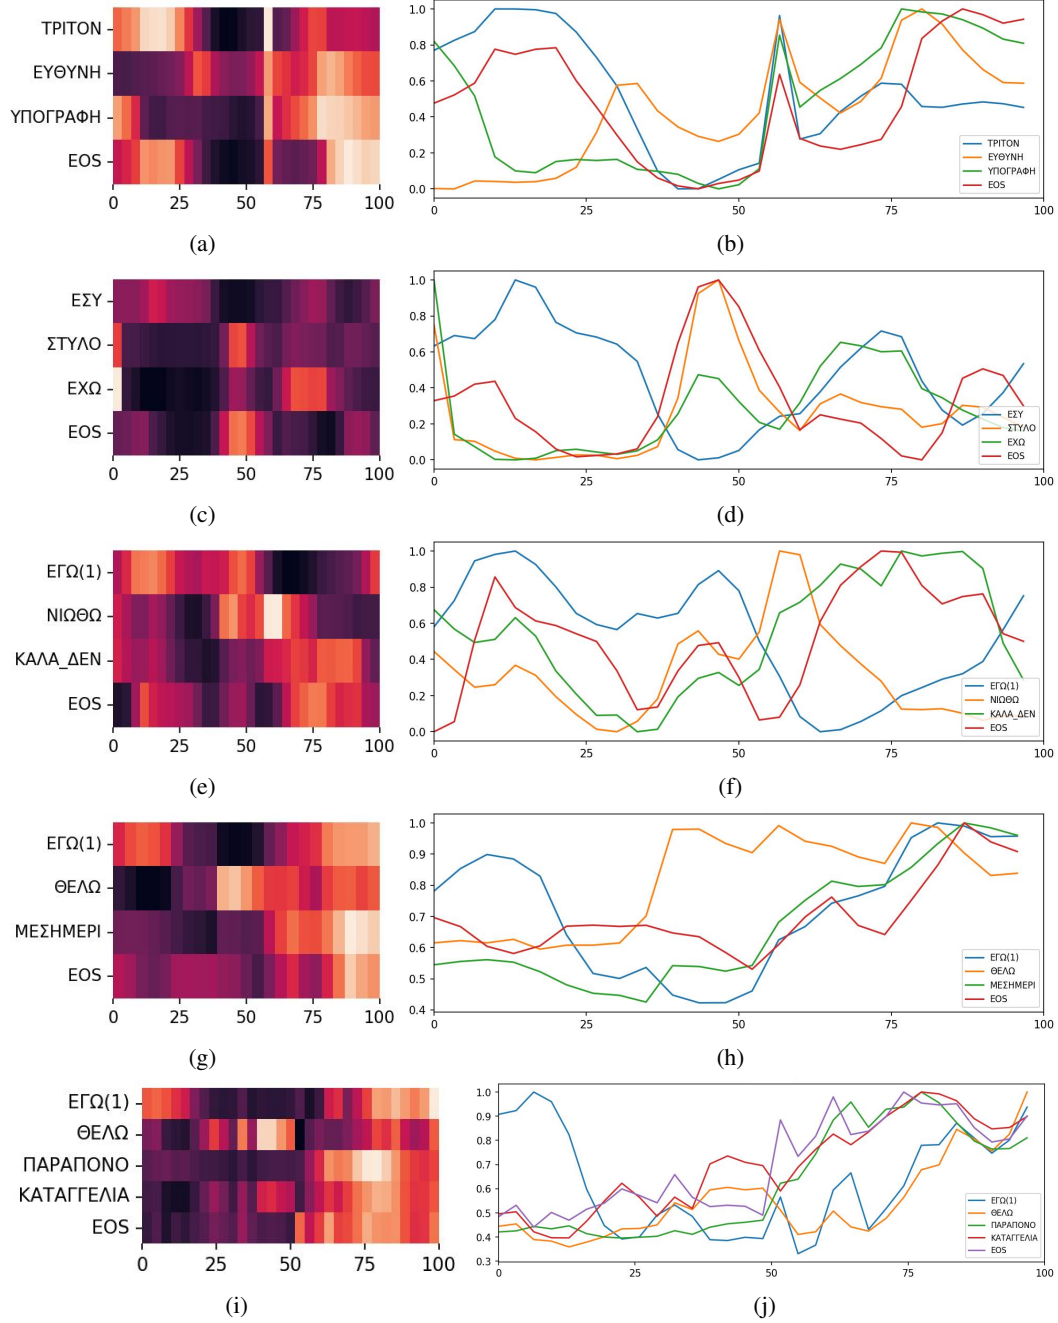 ΤΡΙΤΟΝ
ΕΥΘΥΝΗ
ΥΠΟΓΡΑΦΗ
EOS
0 25 50 75 100
(a)
1.0
0.8
0.6
0.4
0.2
0.0
0 25 50 75 100
ΤΡΙΤΟΝ
ΕΥΘΥΝΗ
ΥΠΟΓΡΑΦΗ
EOS
(b)
ΕΣΥ
ΣΤΥΛΟ
ΕΧΩ
EOS
0 25 50 75 100
(c)
1.0
0.8
0.6
0.4
0.2
0.0
0 25 50 75 100
ΕΣΥ
ΣΤΥΛΟ
ΕΧΩ
EOS
(d)
ΕΓΩ(1)
ΝΙΩΘΩ
ΚΑΛΑ_ΔΕΝ
EOS
0 25 50 75 100
(e)
1.0
0.8
0.6
0.4
0.2
0.0
0 25 50 75 100
ΕΓΩ(1)
ΝΙΩΘΩ
ΚΑΛΑ_ΔΕΝ
EOS
(f)
ΕΓΩ(1)
ΘΕΛΩ
ΜΕΣΗΜΕΡΙ
EOS
0 25 50 75 100
(g)
1.0
0.9
0.8
0.7
0.6
0.5
0.4
0 25 52 75 100
ΕΓΩ(1)
ΘΕΛΩ
ΜΕΣΗΜΕΡΙ
EOS
(h)
ΕΓΩ(1)
ΘΕΛΩ
ΠΑΡΑΠΟΝΟ
ΚΑΤΑΓΓΕΛΙΑ
EOS
0 25 50 75 100
(i)
1.0
0.9
0.8
0.7
0.6
0.5
0.4
0.3
0 25 50 75 100
ΕΓΩ(1)
ΘΕΛΩ
ΠΑΡΑΠΟΝΟ
ΚΑΤΑΓΓΕΛΙΑ
EOS
(j)